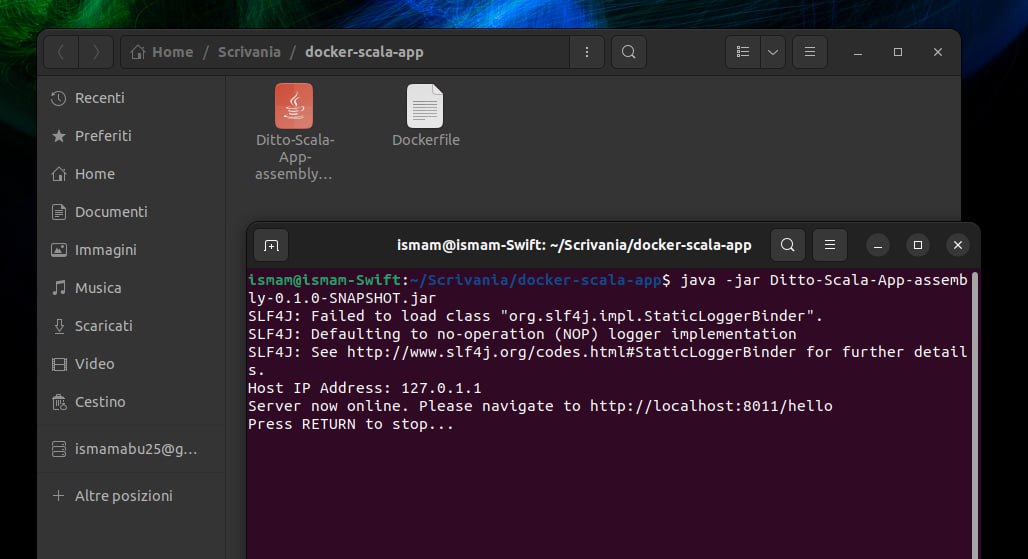 Home / Scrivania / docker-scala-app
Recenti
Preferiti
Home
Documenti
Immagini
Musica
Scaricati
Video
Cestino
ismamabu25@g...
Altre posizioni
Ditto-Scala-
App-
assembly...
Dockerfile
ismam@ismam-Swift: ~/Scrivania/docker-scala-app
ismam@ismam-Swift:~/Scrivania/docker-scala-app$ java -jar Ditto-Scala-App-assemb
ly-0.1.0-SNAPSHOT.jar
SLF4J: Failed to load class "org.slf4j.impl.StaticLoggerBinder".
SLF4J: Defaulting to no-operation (NOP) logger implementation
SLF4J: See http://www.slf4j.org/codes.html#StaticLoggerBinder for further detail
s.
Host IP Address: 127.0.1.1
Server now online. Please navigate to http://localhost:8011/hello
Press RETURN to stop...